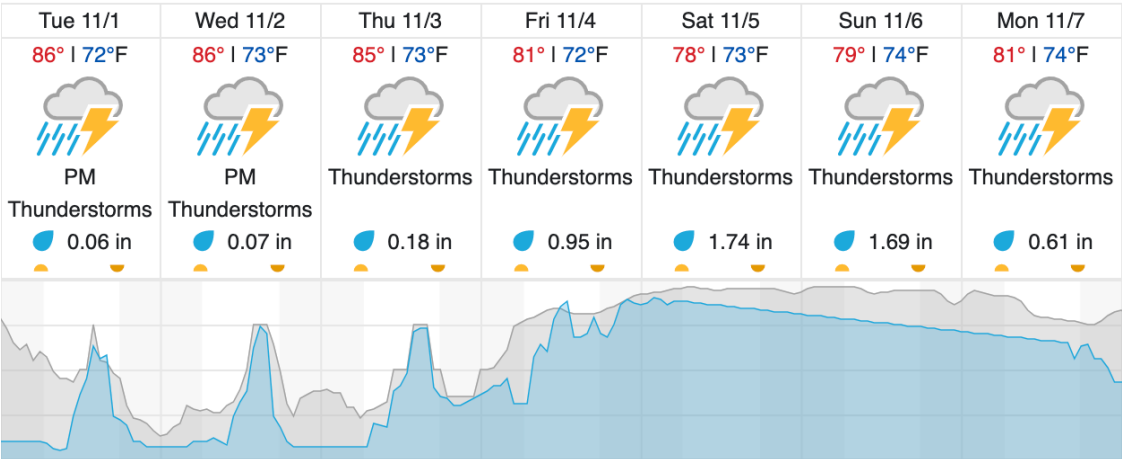 Tue 11/1 Wed 11/2 Thu 11/3 Fri 11/4 Sat 11/5 Sun 11/6 Mon 11/7
86° | 72°F 86° | 73°F 85° | 73°F 81° | 72°F 78° | 73°F 79° | 74°F 81° | 74°F
PM PM Thunderstorms Thunderstorms Thunderstorms Thunderstorms Thunderstorms
Thunderstorms Thunderstorms
0.06 in 0.07 in 0.18 in 0.95 in 1.74 in 1.69 in 0.61 in